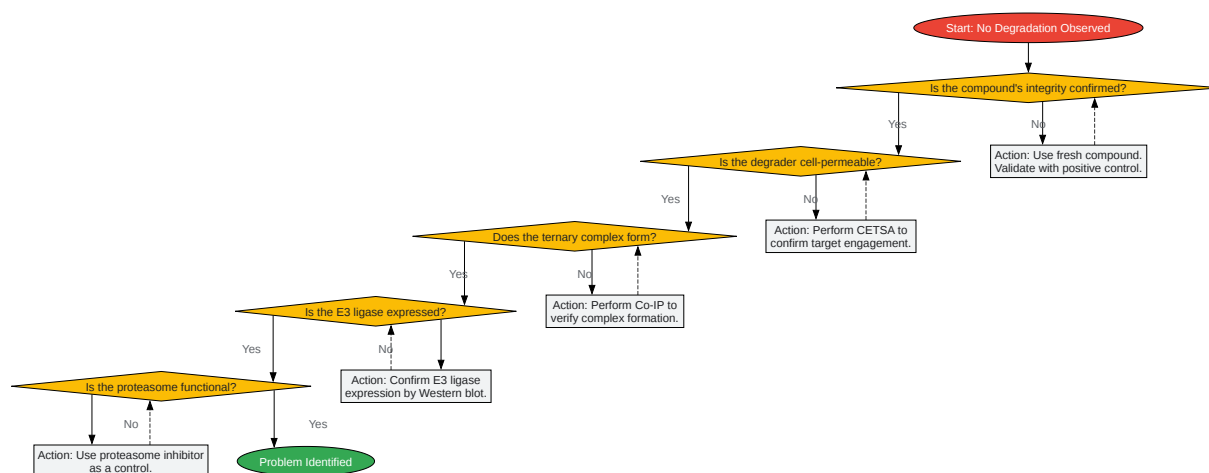 Start: No Degradation Observed
Is the compound's integrity confirmed?
Yes
No
Action: Use fresh compound.
Validate with positive control.
Is the degrader cell-permeable?
Yes
No
Action: Perform CETSA to
confirm target engagement.
Does the ternary complex form?
Yes
No
Action: Perform Co-IP to
verify complex formation.
Is the E3 ligase expressed?
Yes
No
Action: Confirm E3 ligase
expression by Western blot.
Is the proteasome functional?
No
Yes
Action: Use proteasome inhibitor
as a control.
Problem Identified